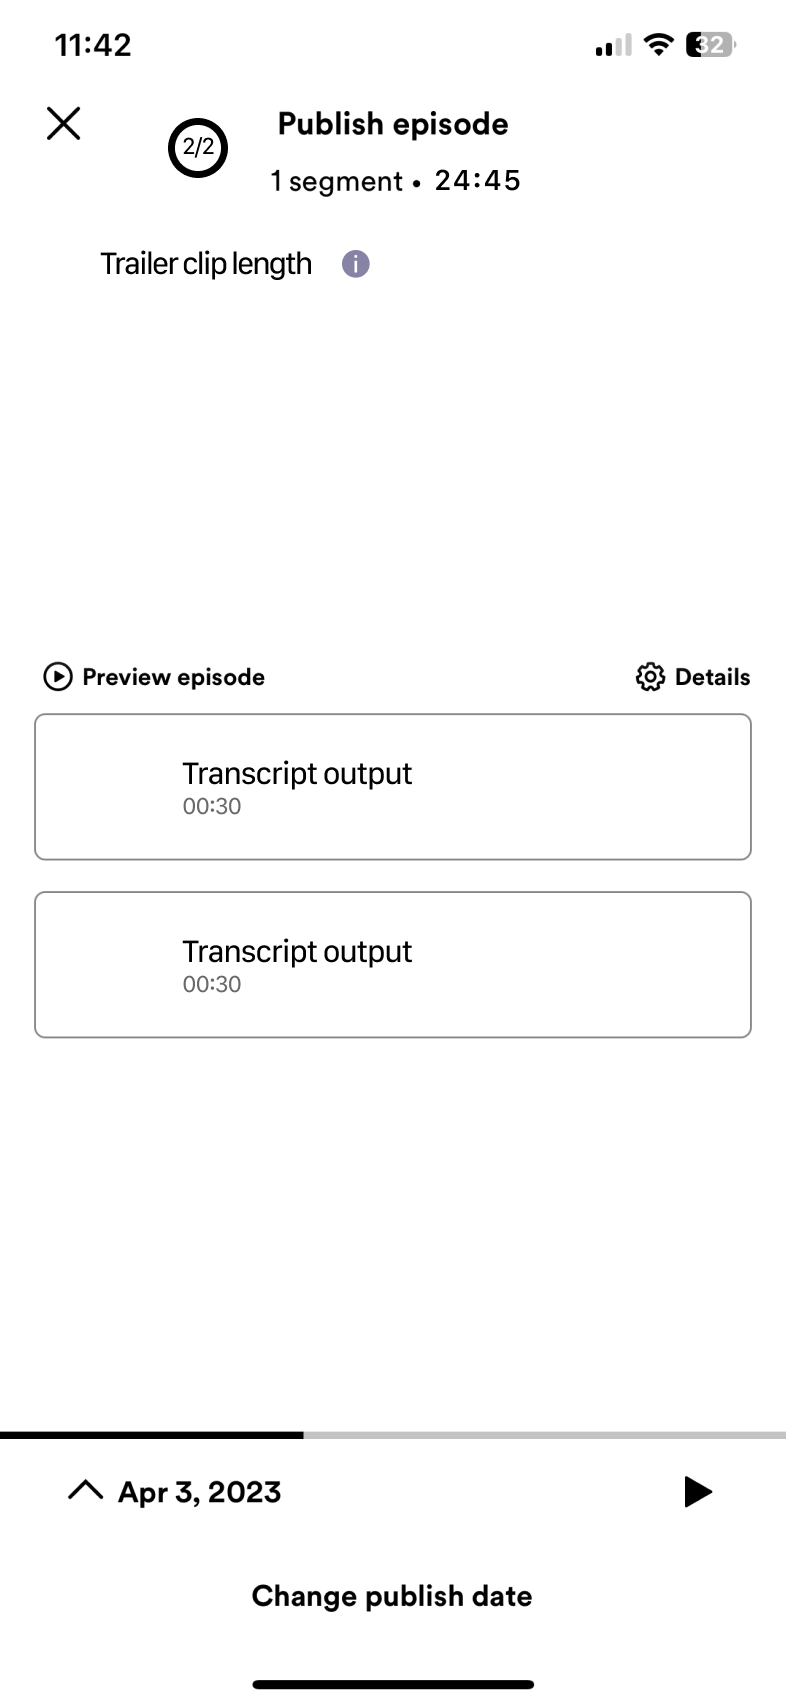 11:42
32
Publish episode
2/2
1 segment • 24:45
Trailer clip length
i
Preview episode
Details
Transcript output
00:30
Transcript output
00:30
Apr 3, 2023
Change publish date